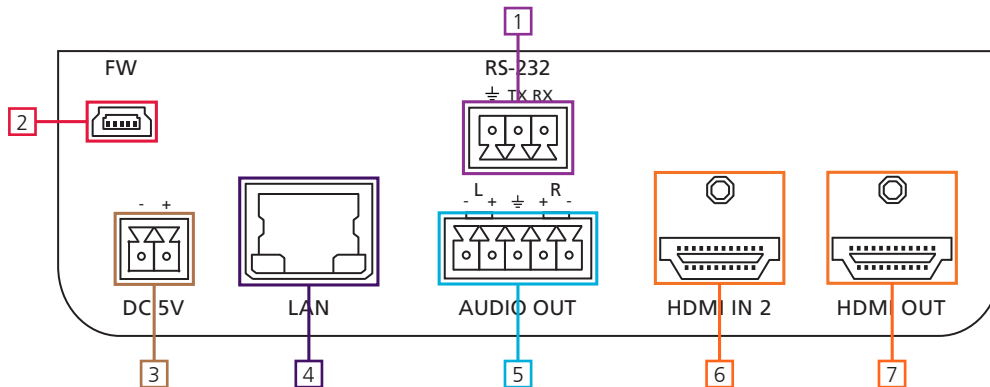 1
FW
RS-232
⏚ TX RX
2
L R
- + ⏚ + -
- +
DC 5V
LAN
AUDIO OUT
HDMI IN 2
HDMI OUT
3
4
5
6
7